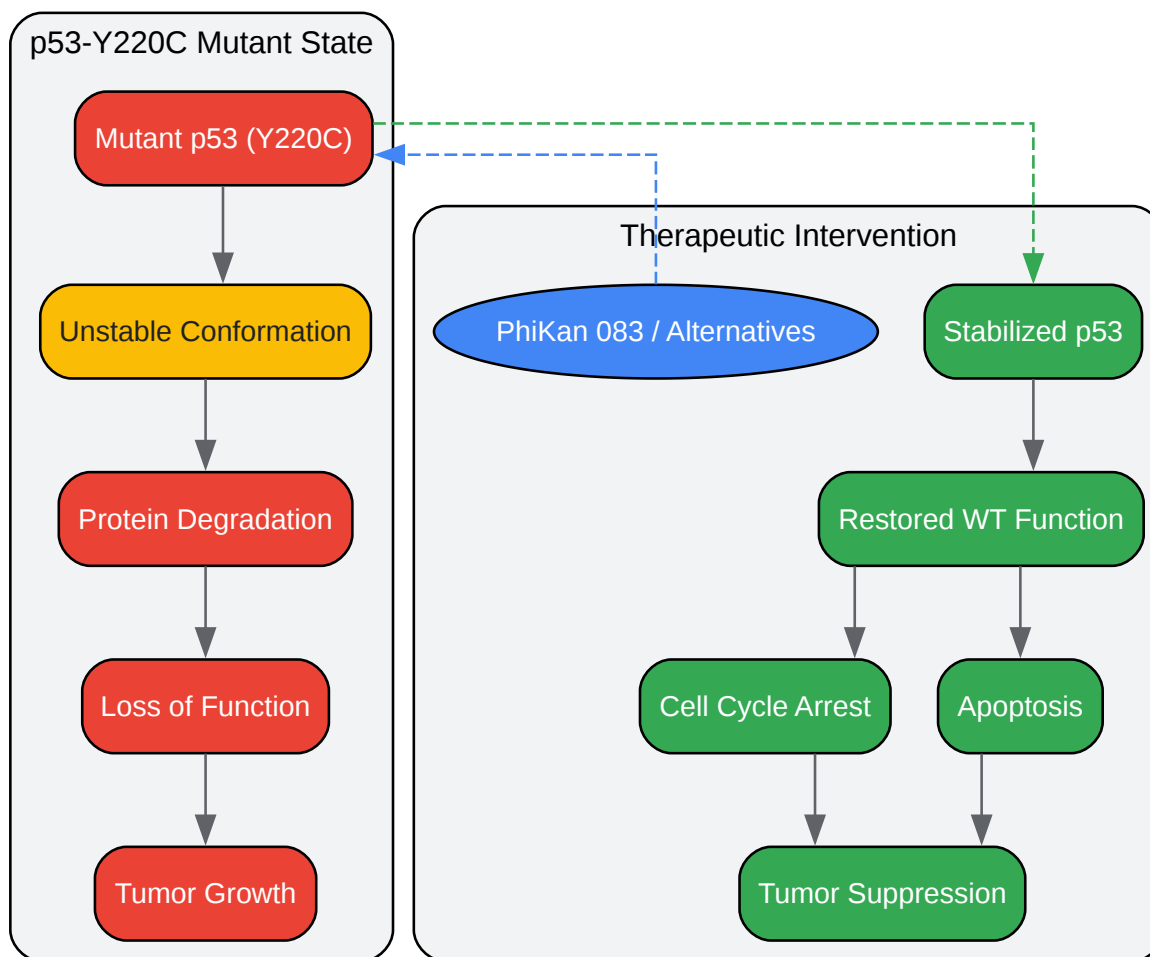 p53-Y220C Mutant State
Mutant p53 (Y220C)
Unstable Conformation
Protein Degradation
Loss of Function
Tumor Growth
Therapeutic Intervention
PhiKan 083 / Alternatives
Stabilized p53
Restored WT Function
Cell Cycle Arrest
Apoptosis
Tumor Suppression